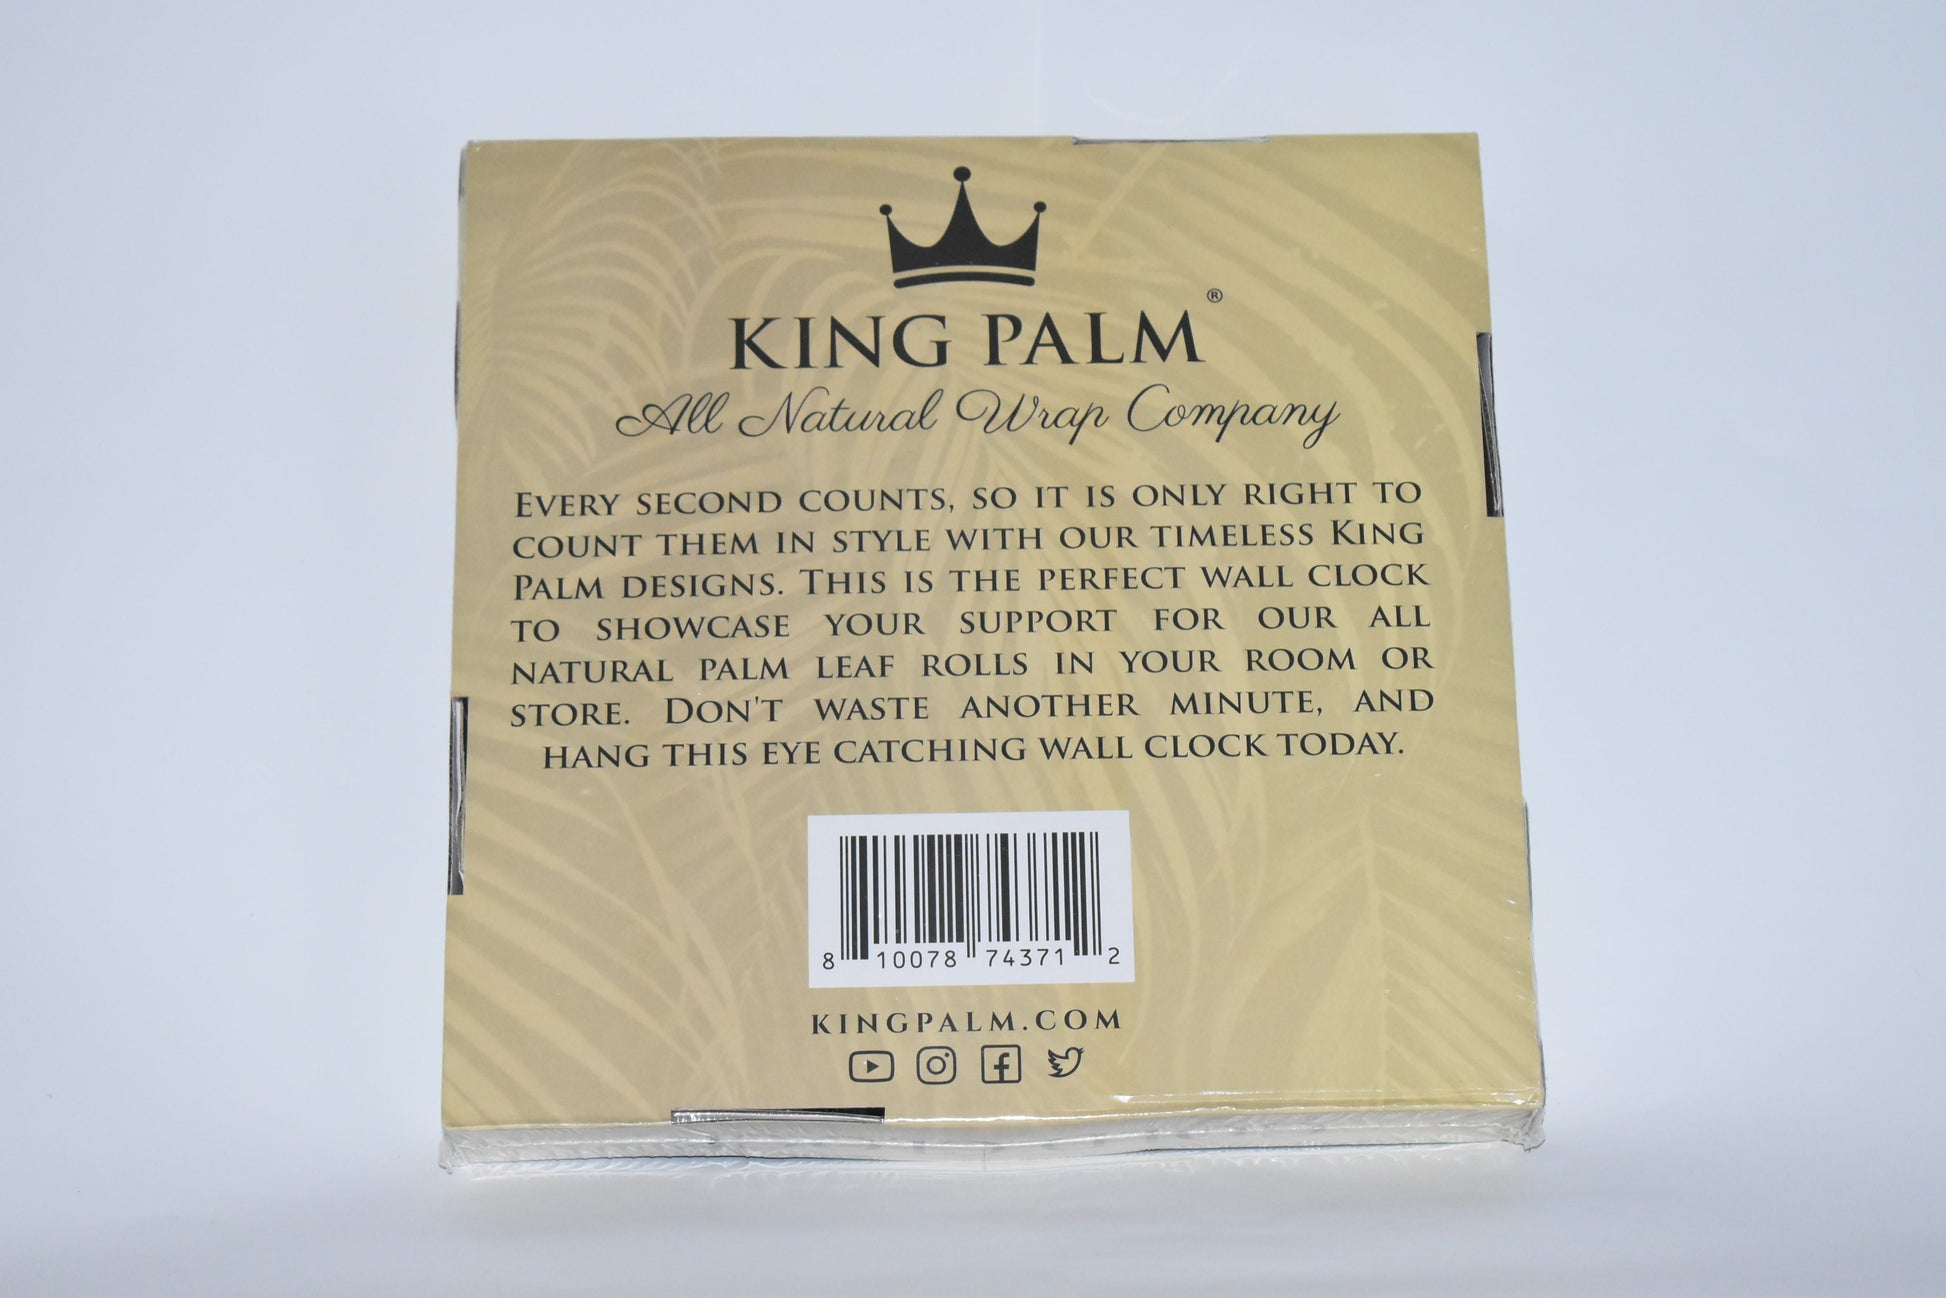 KING PALM®
All Natural Wrap Company
EVERY SECOND COUNTS, SO IT IS ONLY RIGHT TO
COUNT THEM IN STYLE WITH OUR TIMELESS KING
PALM DESIGNS. THIS IS THE PERFECT WALL CLOCK
TO SHOWCASE YOUR SUPPORT FOR OUR ALL
NATURAL PALM LEAF ROLLS IN YOUR ROOM OR
STORE. DON'T WASTE ANOTHER MINUTE, AND
HANG THIS EYE CATCHING WALL CLOCK TODAY.
8 10078 74371 2
KINGPALM.COM